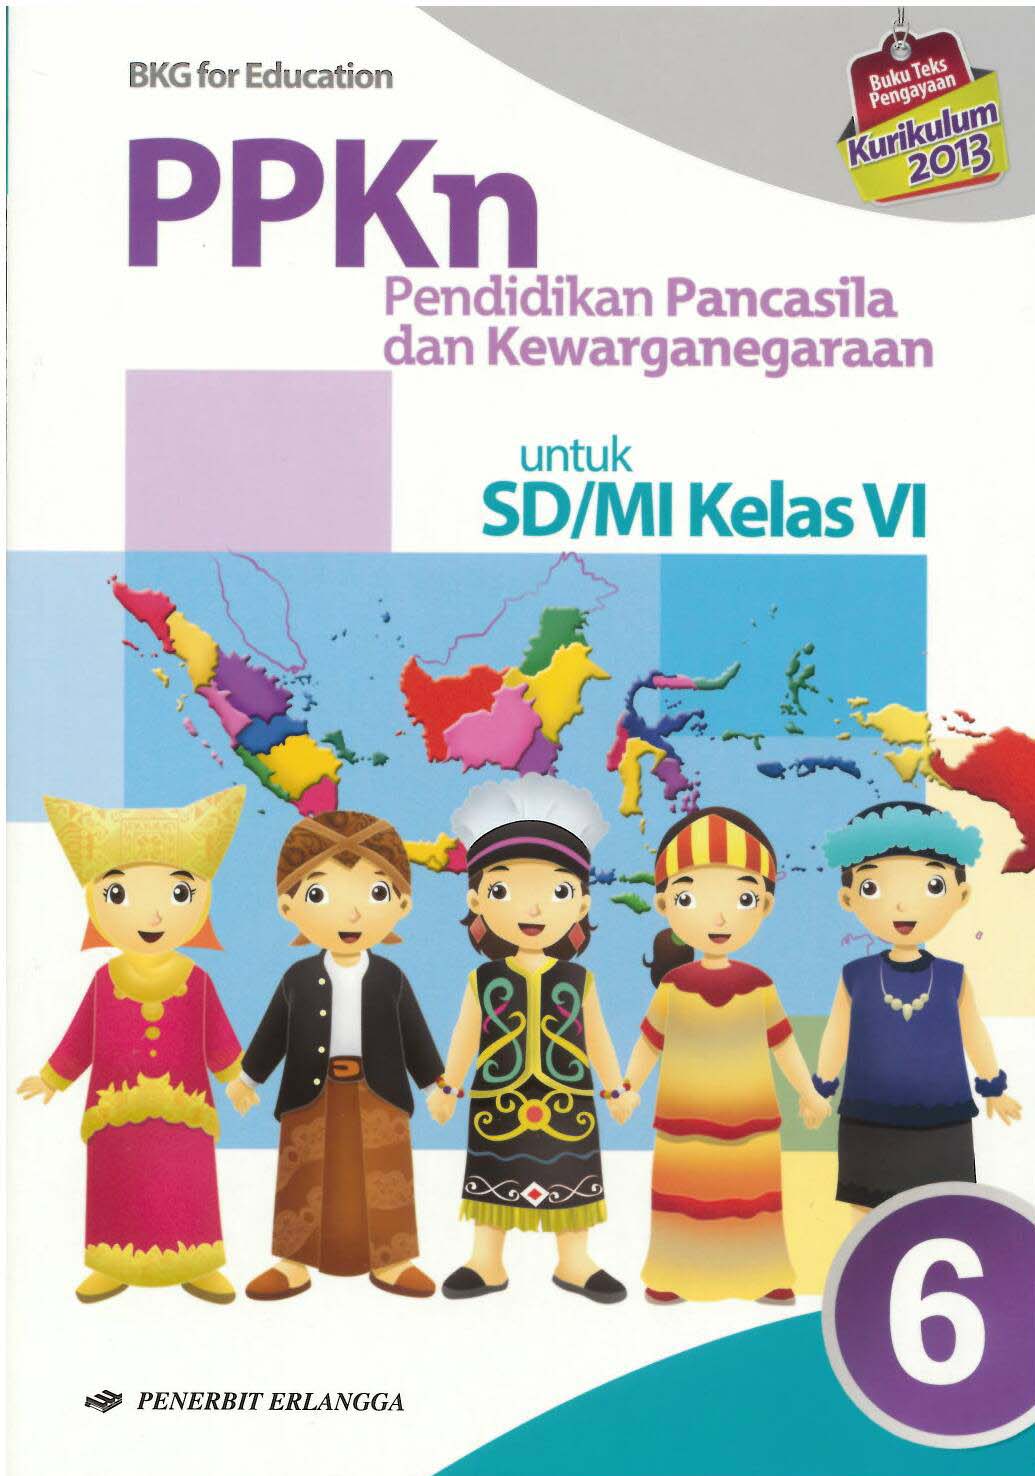 BKG for Education
Buku Teks
Pengayaan
Kurikulum
2013
PPKn
Pendidikan Pancasila
dan Kewarganegaraan
untuk
SD/MI Kelas VI
6
PENERBIT ERLANGGA